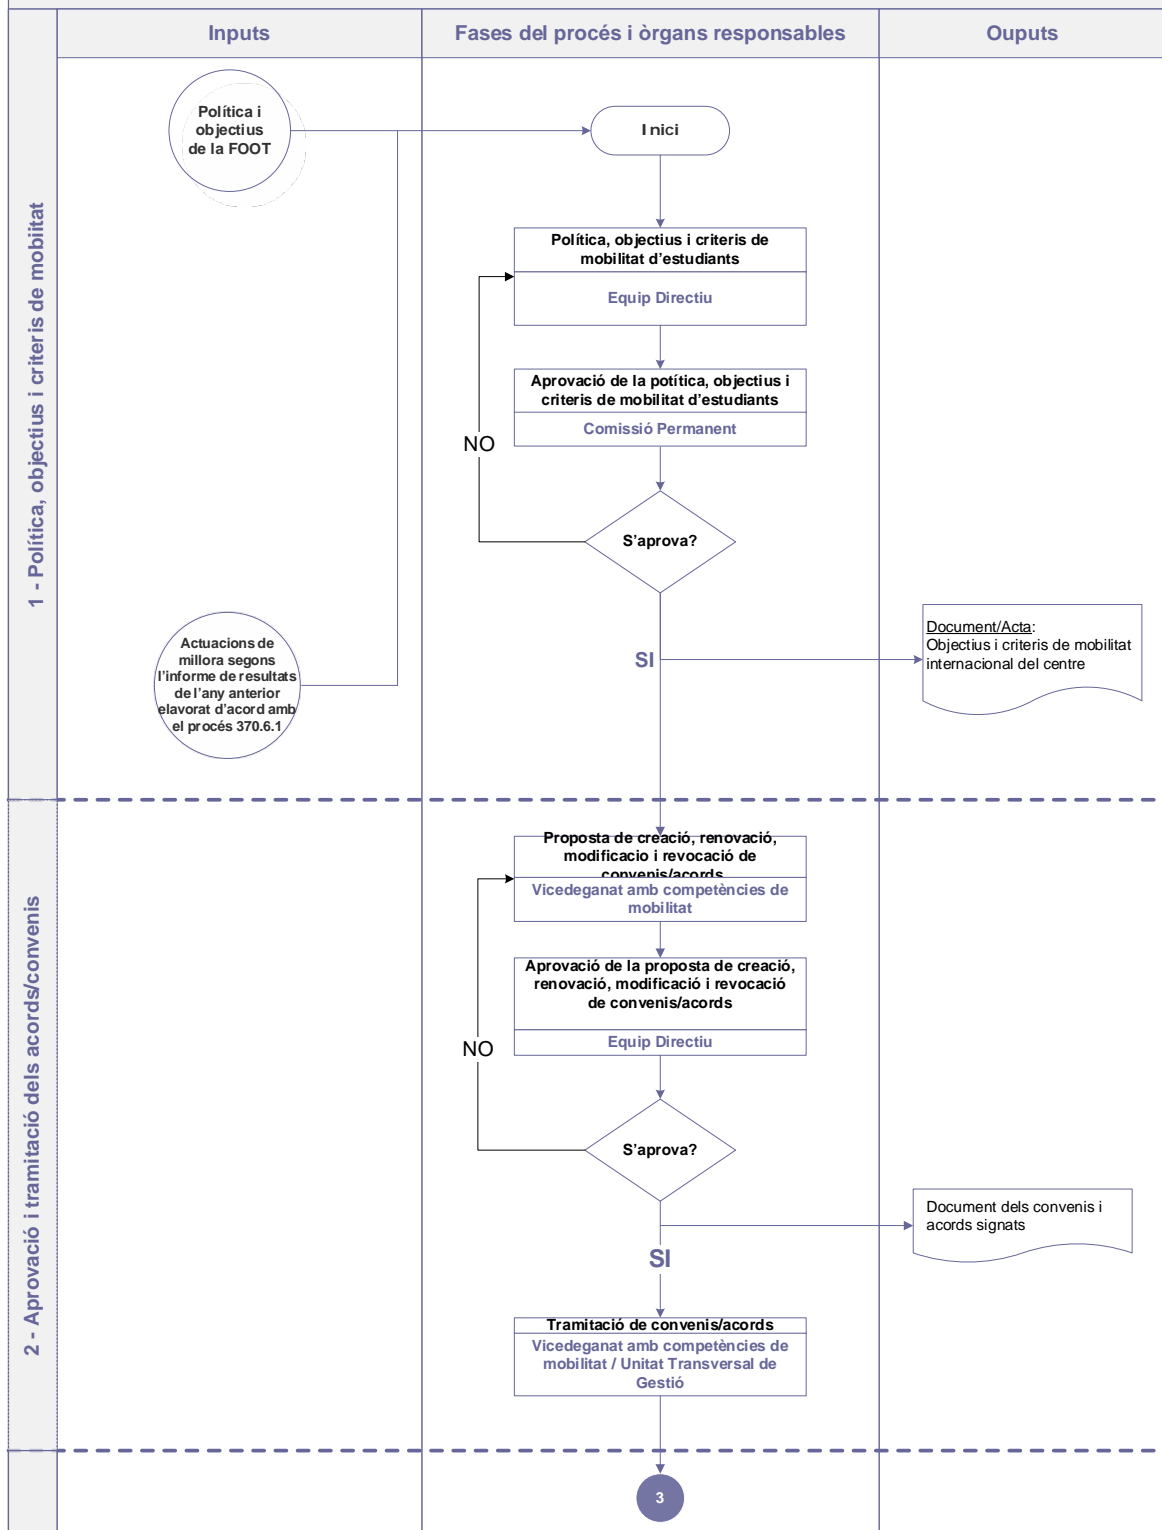 Inputs
Fases del procés i òrgans responsables
Ouputs
1 - Política, objectius i criteris de mobiitat
Política i
objectius
de la FOOT
Inici
Política, objectius i criteris de
mobilitat d'estudiants
Equip Directiu
Aprovació de la potítica, objectius i
criteris de mobilitat d'estudiants
Comissió Permanent
NO
S'aprova?
SI
Document/Acta:
Objectius i criteris de mobilitat
internacional del centre
Actuacions de
millora segons
l'informe de resultats
de l'any anterior
elavorat d'acord amb
el procés 370.6.1
2 - Aprovació i tramitació dels acords/convenis
Proposta de creació, renovació,
modificacio i revocació de
convenis/acords
Vicedeganat amb competències de
mobilitat
Aprovació de la proposta de creació,
renovació, modificació i revocació
de convenis/acords
Equip Directiu
NO
S'aprova?
SI
Document dels convenis i
acords signats
Tramitació de convenis/acords
Vicedeganat amb competències de
mobilitat / Unitat Transversal de
Gestió
3